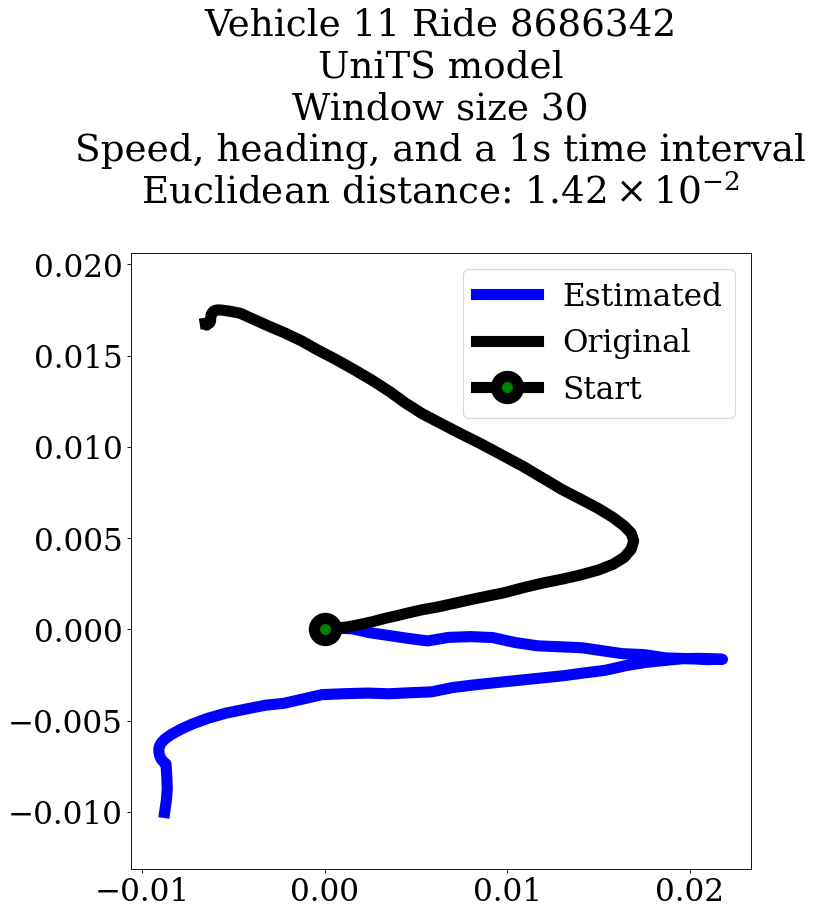 Vehicle 11 Ride 8686342
UniTS model
Window size 30
Speed, heading, and a 1s time interval
Euclidean distance: 1.42 × 10⁻²
0.020
0.015
0.010
0.005
0.000
−0.005
−0.010
Estimated
Original
Start
−0.01
0.00
0.01
0.02